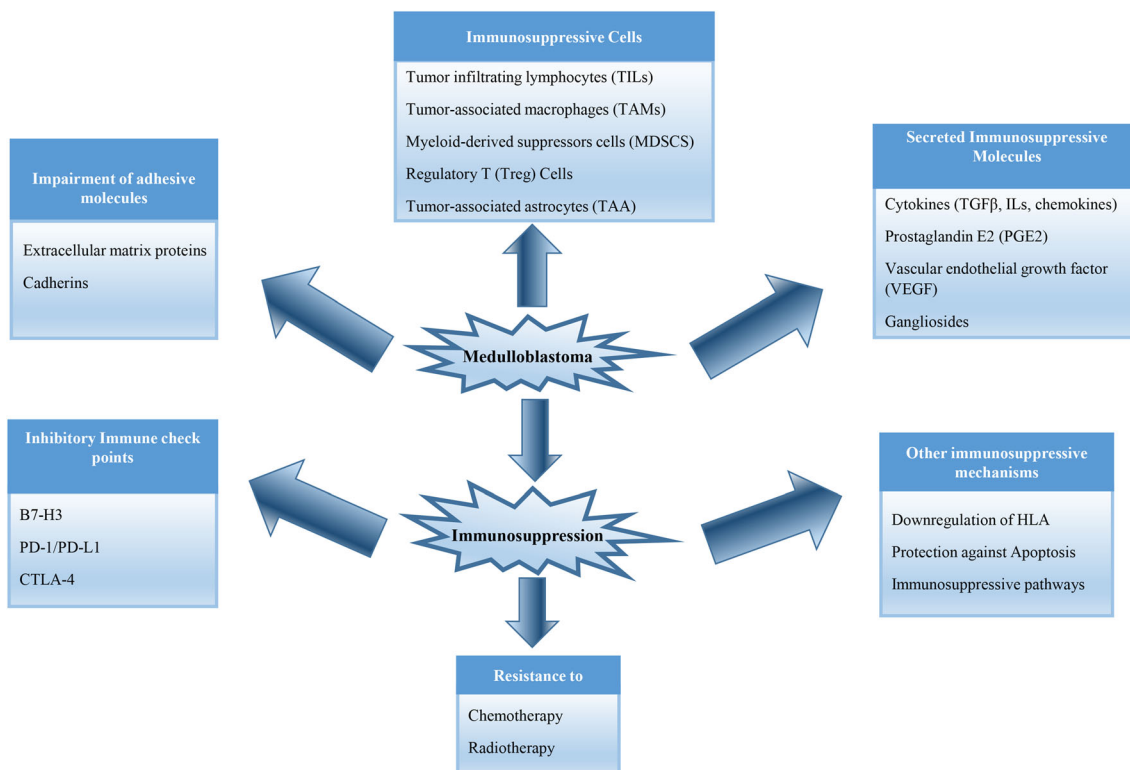 Immunosuppressive Cells
Tumor infiltrating lymphocytes (TILs)
Tumor-associated macrophages (TAMs)
Myeloid-derived suppressors cells (MDSCS)
Regulatory T (Treg) Cells
Tumor-associated astrocytes (TAA)
Impairment of adhesive
molecules
Extracellular matrix proteins
Cadherins
Secreted Immunosuppressive
Molecules
Cytokines (TGFβ, ILs, chemokines)
Prostaglandin E2 (PGE2)
Vascular endothelial growth factor
(VEGF)
Gangliosides
Medulloblastoma
Inhibitory Immune check
points
B7-H3
PD-1/PD-L1
CTLA-4
Immunosuppression
Other immunosuppressive
mechanisms
Downregulation of HLA
Protection against Apoptosis
Immunosuppressive pathways
Resistance to
Chemotherapy
Radiotherapy